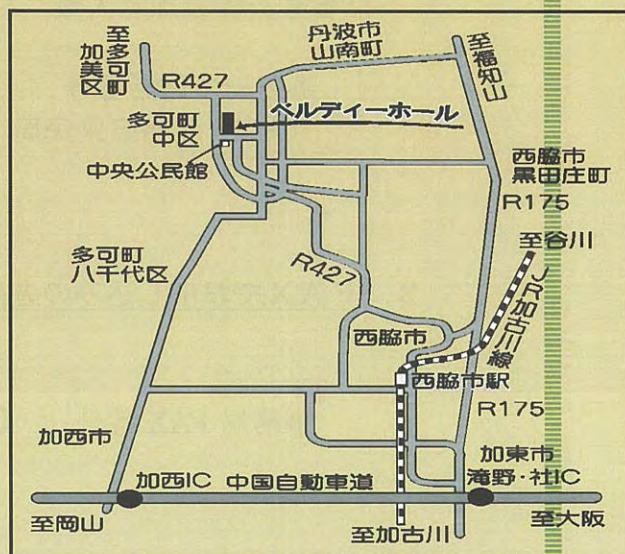 至多可町
加美区
R427
丹波市
山南町
至福知山
多可町
中区
ベルディーホール
中央公民館
西脇市
黒田庄町
R175
至谷川
多可町
八千代区
R427
JR加古川線
西脇市
西脇市駅
R175
加西市
加東市
加西IC
中国自動車道
滝野・社IC
至岡山
至加古川
至大阪